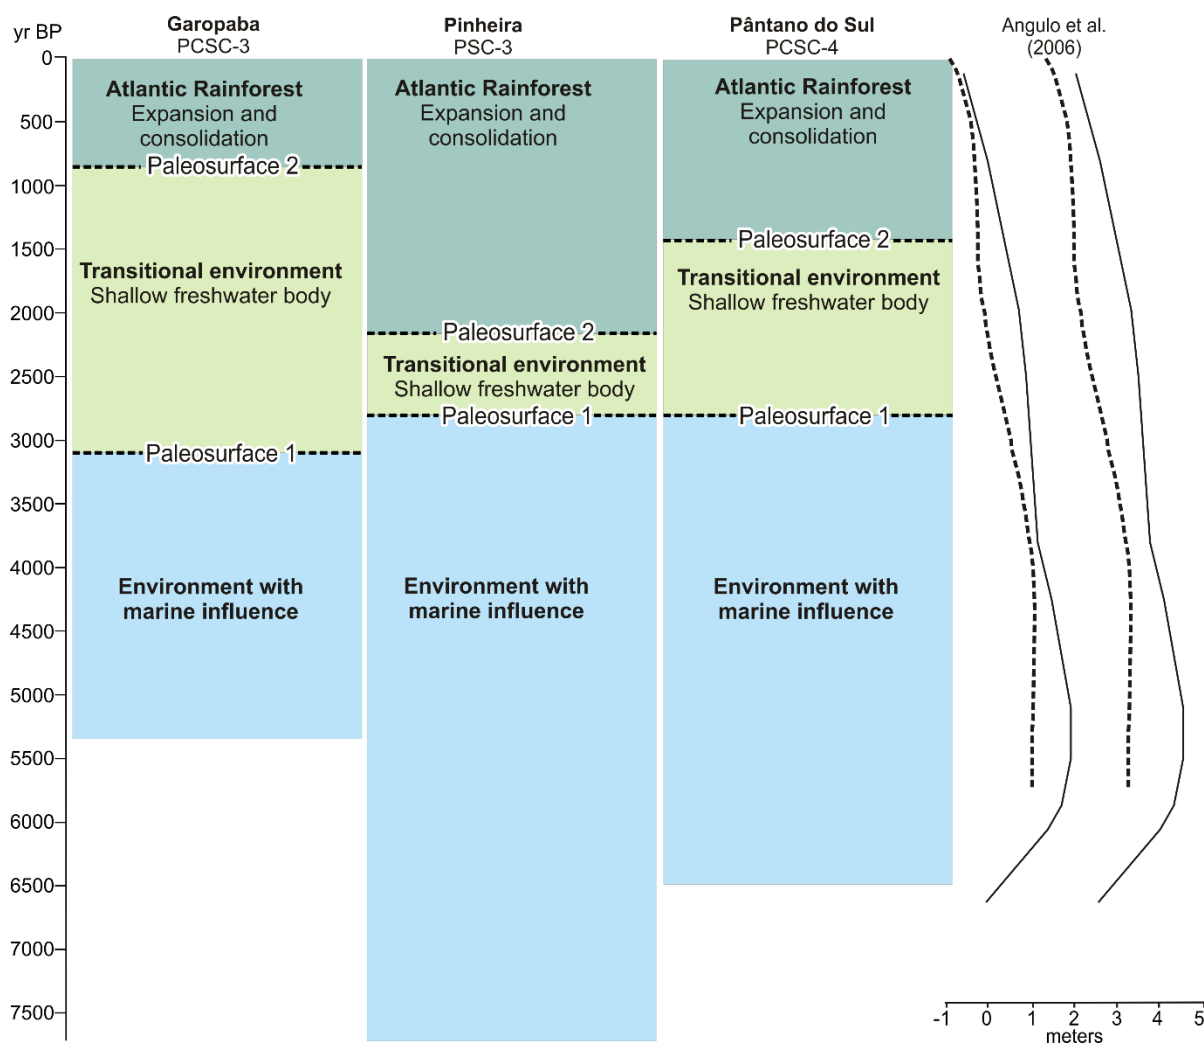 yr BP
Garopaba
PCSC-3
Pinheira
PSC-3
Pântano do Sul
PCSC-4
Angulo et al.
(2006)
0
500
1000
1500
2000
2500
3000
3500
4000
4500
5000
5500
6000
6500
7000
7500
Atlantic Rainforest
Expansion and
consolidation
Paleosurface 2
Transitional environment
Shallow freshwater body
Paleosurface 1
Environment with
marine influence
Atlantic Rainforest
Expansion and
consolidation
Paleosurface 2
Transitional environment
Shallow freshwater body
Paleosurface 1
Environment with
marine influence
Atlantic Rainforest
Expansion and
consolidation
Paleosurface 2
Transitional environment
Shallow freshwater body
Paleosurface 1
Environment with
marine influence
-1 0 1 2 3 4 5
meters